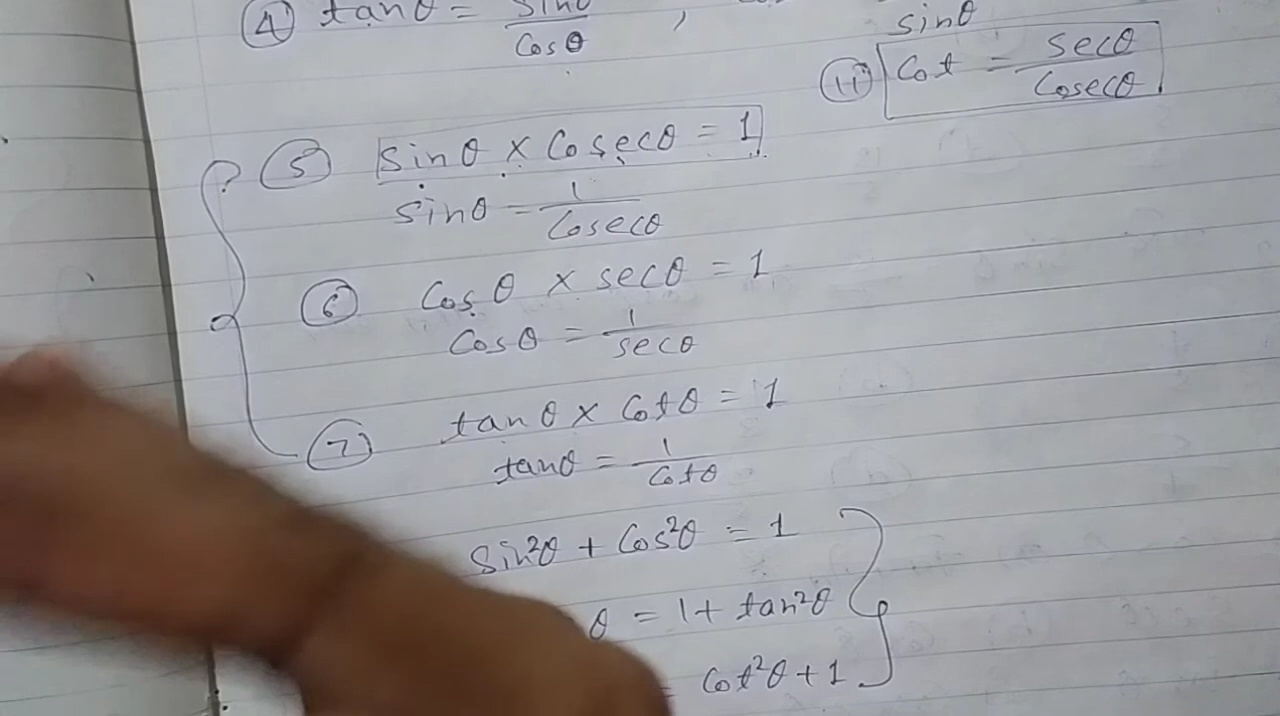 ④ tanθ = sinθ/cosθ ,
sinθ
⑪ Cot = secθ/Cosecθ
⑤ sinθ × Cosecθ = 1
sinθ = 1/Cosecθ
⑥ Cosθ × secθ = 1
Cosθ = 1/secθ
⑦ tanθ × Cotθ = 1
tanθ = 1/Cotθ
Sin²θ + Cos²θ = 1
θ = 1 + tan²θ
= Cot²θ + 1